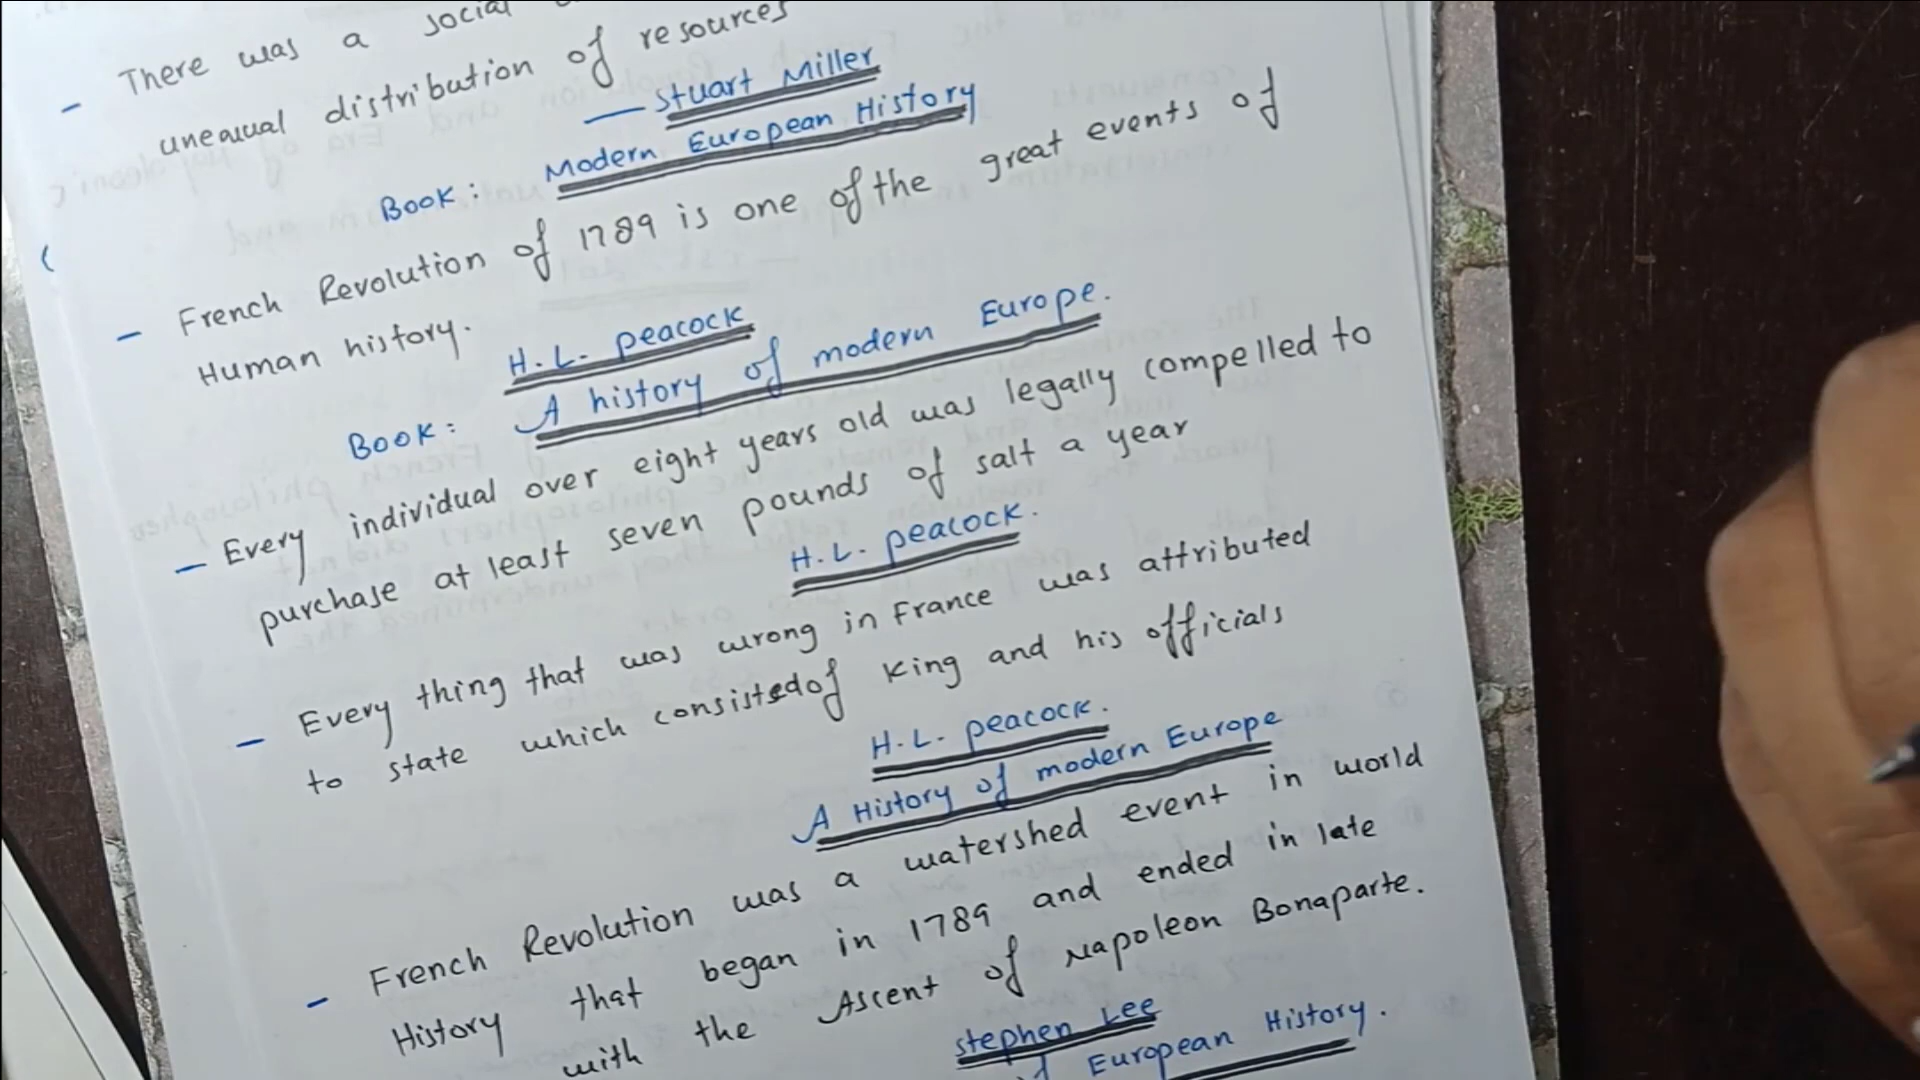 - There was a social
unequal distribution of resources
— Stuart Miller
Book: Modern European History
- French Revolution of 1789 is one of the great events of
Human history.
H.L. peacock
Book: A history of modern Europe.
- Every individual over eight years old was legally compelled to
purchase at least seven pounds of salt a year
H.L. peacock.
- Every thing that was wrong in France was attributed
to state which consisted of King and his officials
H.L. peacock.
A History of modern Europe
- French Revolution was a watershed event in world
History that began in 1789 and ended in late
with the Ascent of Napoleon Bonaparte.
Stephen Lee
European History.